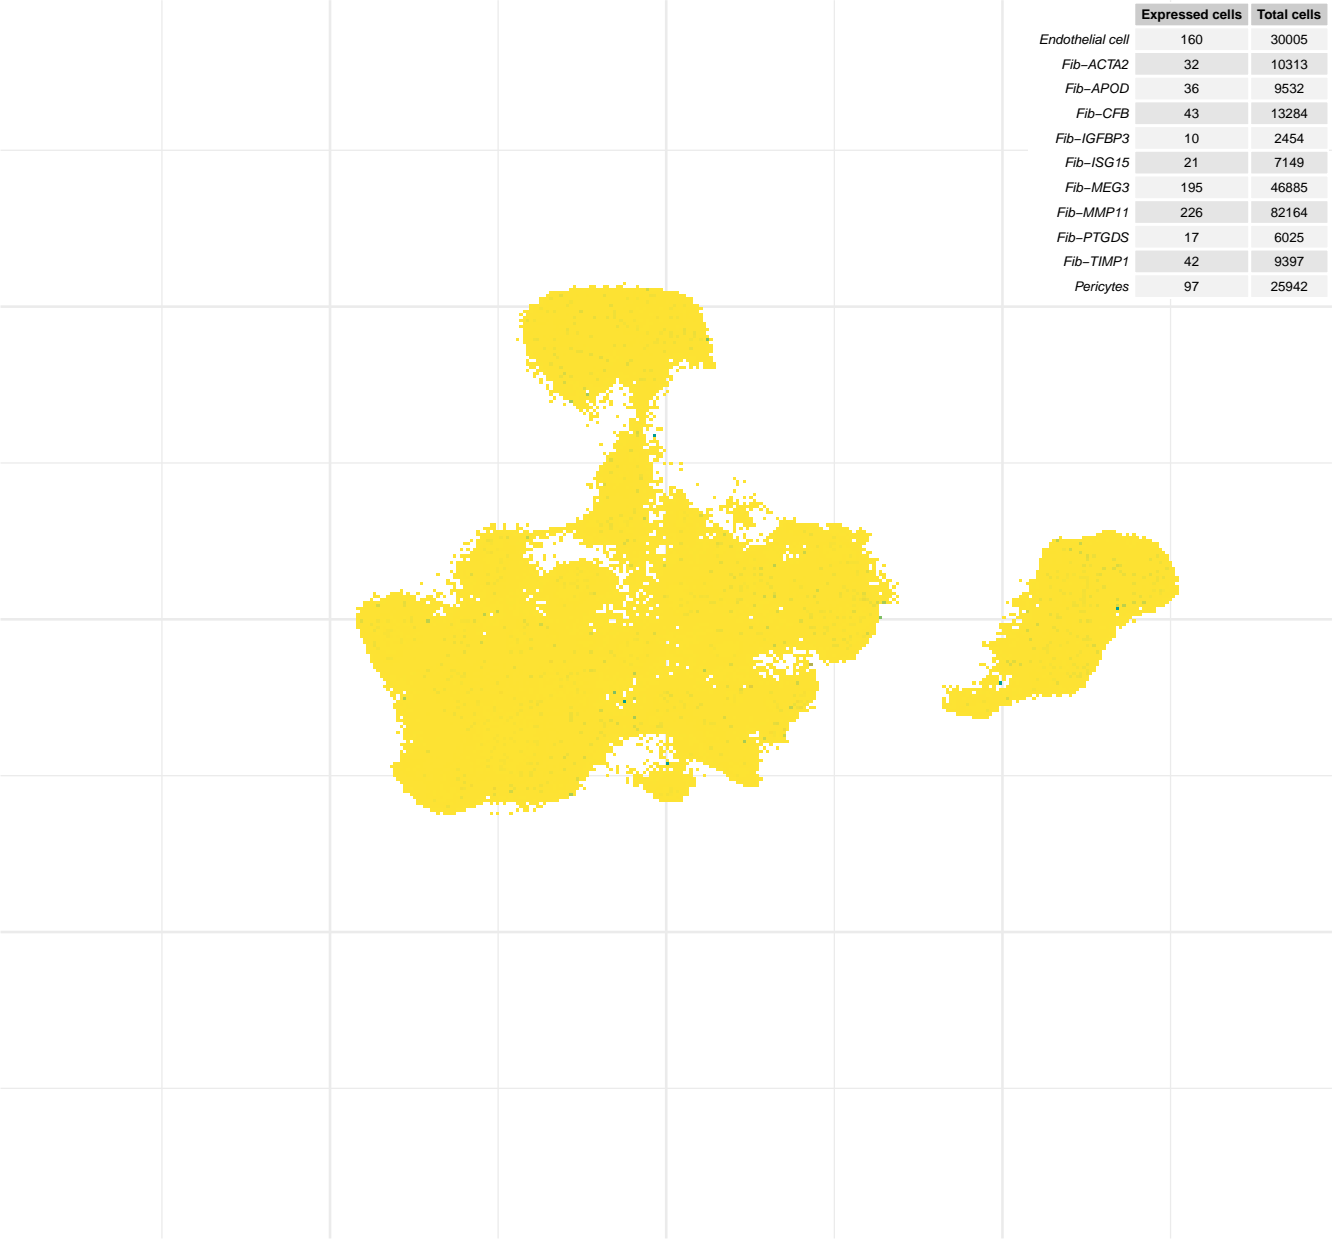 Expressed cells Total cells
Endothelial cell 160 30005
Fib−ACTA2 32 10313
Fib−APOD 36 9532
Fib−CFB 43 13284
Fib−IGFBP3 10 2454
Fib−ISG15 21 7149
Fib−MEG3 195 46885
Fib−MMP11 226 82164
Fib−PTGDS 17 6025
Fib−TIMP1 42 9397
Pericytes 97 25942